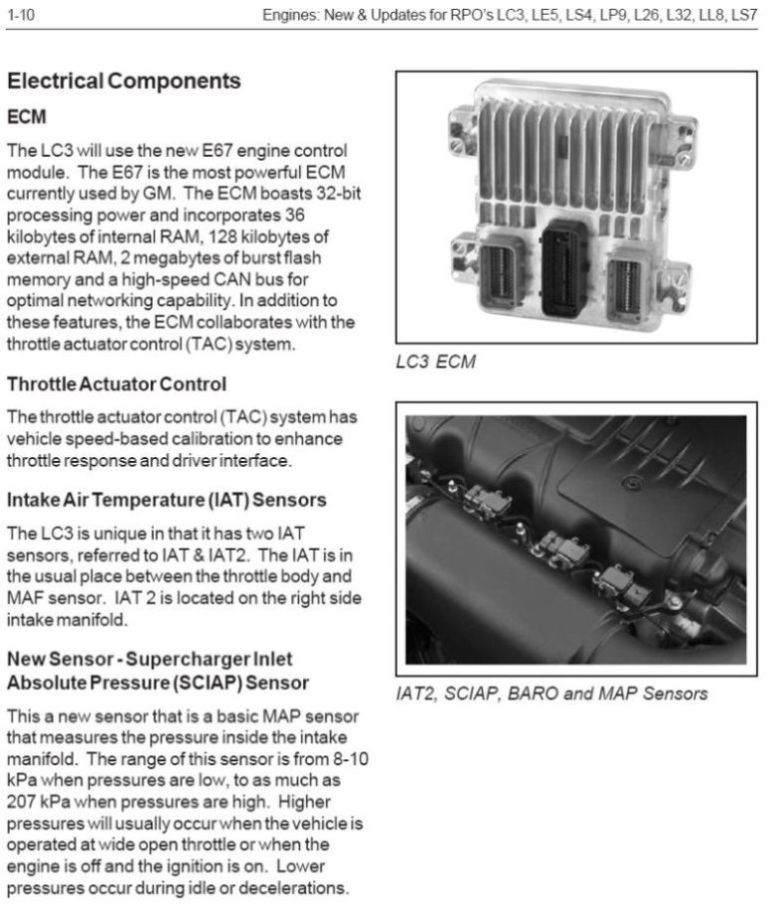 1-10
Engines: New & Updates for RPO's LC3, LE5, LS4, LP9, L26, L32, LL8, LS7
Electrical Components
ECM
The LC3 will use the new E67 engine control
module. The E67 is the most powerful ECM
currently used by GM. The ECM boasts 32-bit
processing power and incorporates 36
kilobytes of internal RAM, 128 kilobytes of
external RAM, 2 megabytes of burst flash
memory and a high-speed CAN bus for
optimal networking capability. In addition to
these features, the ECM collaborates with the
throttle actuator control (TAC) system.
Throttle Actuator Control
The throttle actuator control (TAC) system has
vehicle speed-based calibration to enhance
throttle response and driver interface.
Intake Air Temperature (IAT) Sensors
The LC3 is unique in that it has two IAT
sensors, referred to IAT & IAT2. The IAT is in
the usual place between the throttle body and
MAF sensor. IAT 2 is located on the right side
intake manifold.
New Sensor - Supercharger Inlet
Absolute Pressure (SCIAP) Sensor
This a new sensor that is a basic MAP sensor
that measures the pressure inside the intake
manifold. The range of this sensor is from 8-10
kPa when pressures are low, to as much as
207 kPa when pressures are high. Higher
pressures will usually occur when the vehicle is
operated at wide open throttle or when the
engine is off and the ignition is on. Lower
pressures occur during idle or decelerations.
LC3 ECM
IAT2, SCIAP, BARO and MAP Sensors